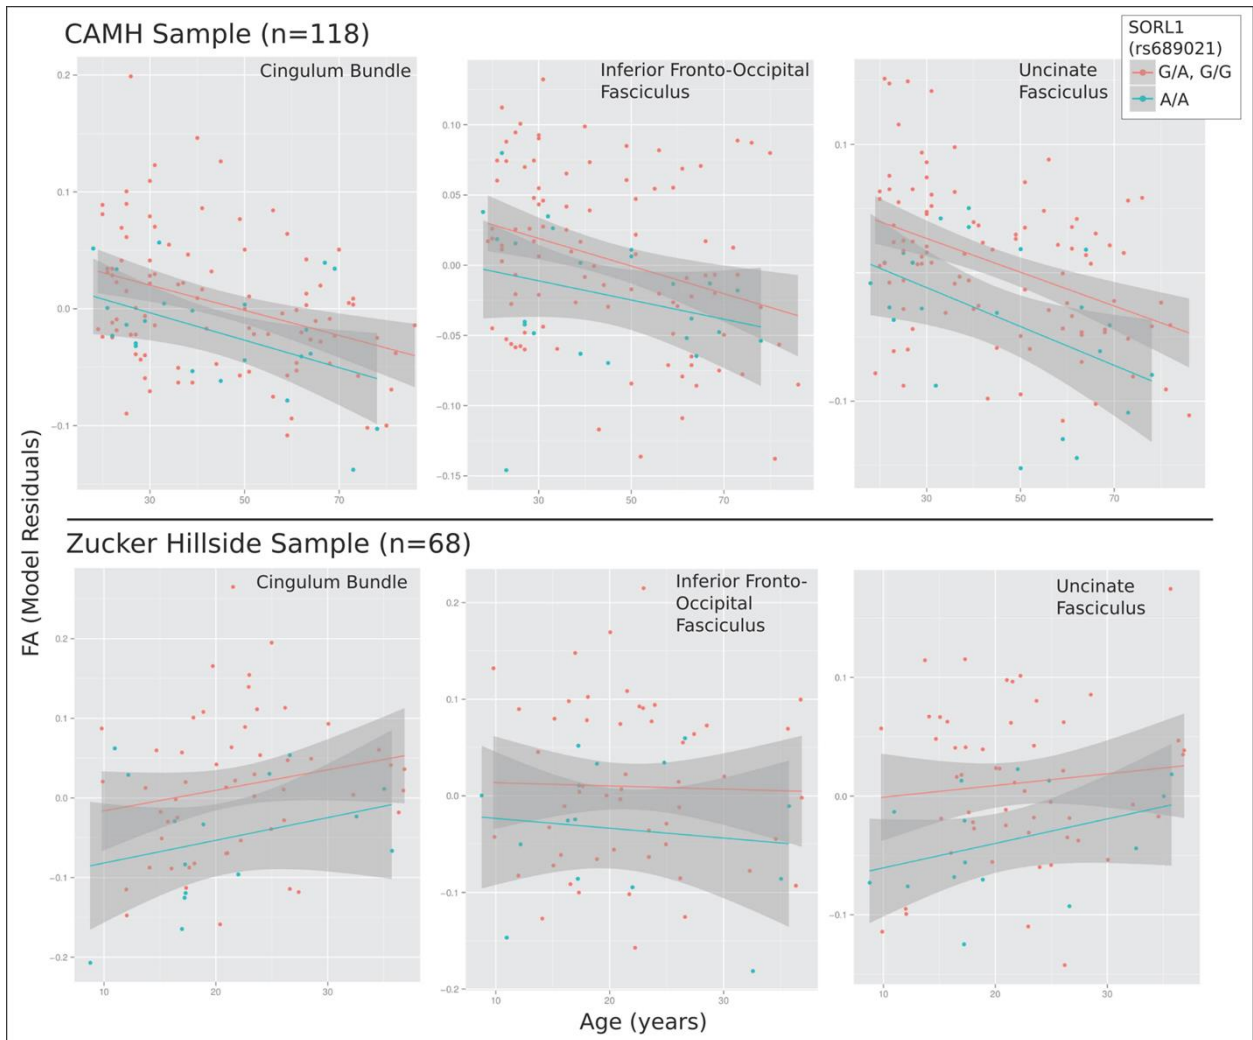 CAMH Sample (n=118)
SORL1
(rs689021)
G/A, G/G
A/A
Cingulum Bundle
0.2
0.1
0.0
−0.1
30
50
70
Inferior Fronto-Occipital
Fasciculus
0.10
0.05
0.00
−0.05
−0.10
−0.15
30
50
70
Uncinate
Fasciculus
0.1
−0.1
30
50
70
FA (Model Residuals)
Zucker Hillside Sample (n=68)
Cingulum Bundle
0.2
0.1
0.0
−0.1
−0.2
10
20
30
Inferior Fronto-
Occipital
Fasciculus
0.2
0.1
0.0
−0.1
−0.2
10
20
30
Uncinate
Fasciculus
0.1
0.0
−0.1
10
20
30
Age (years)